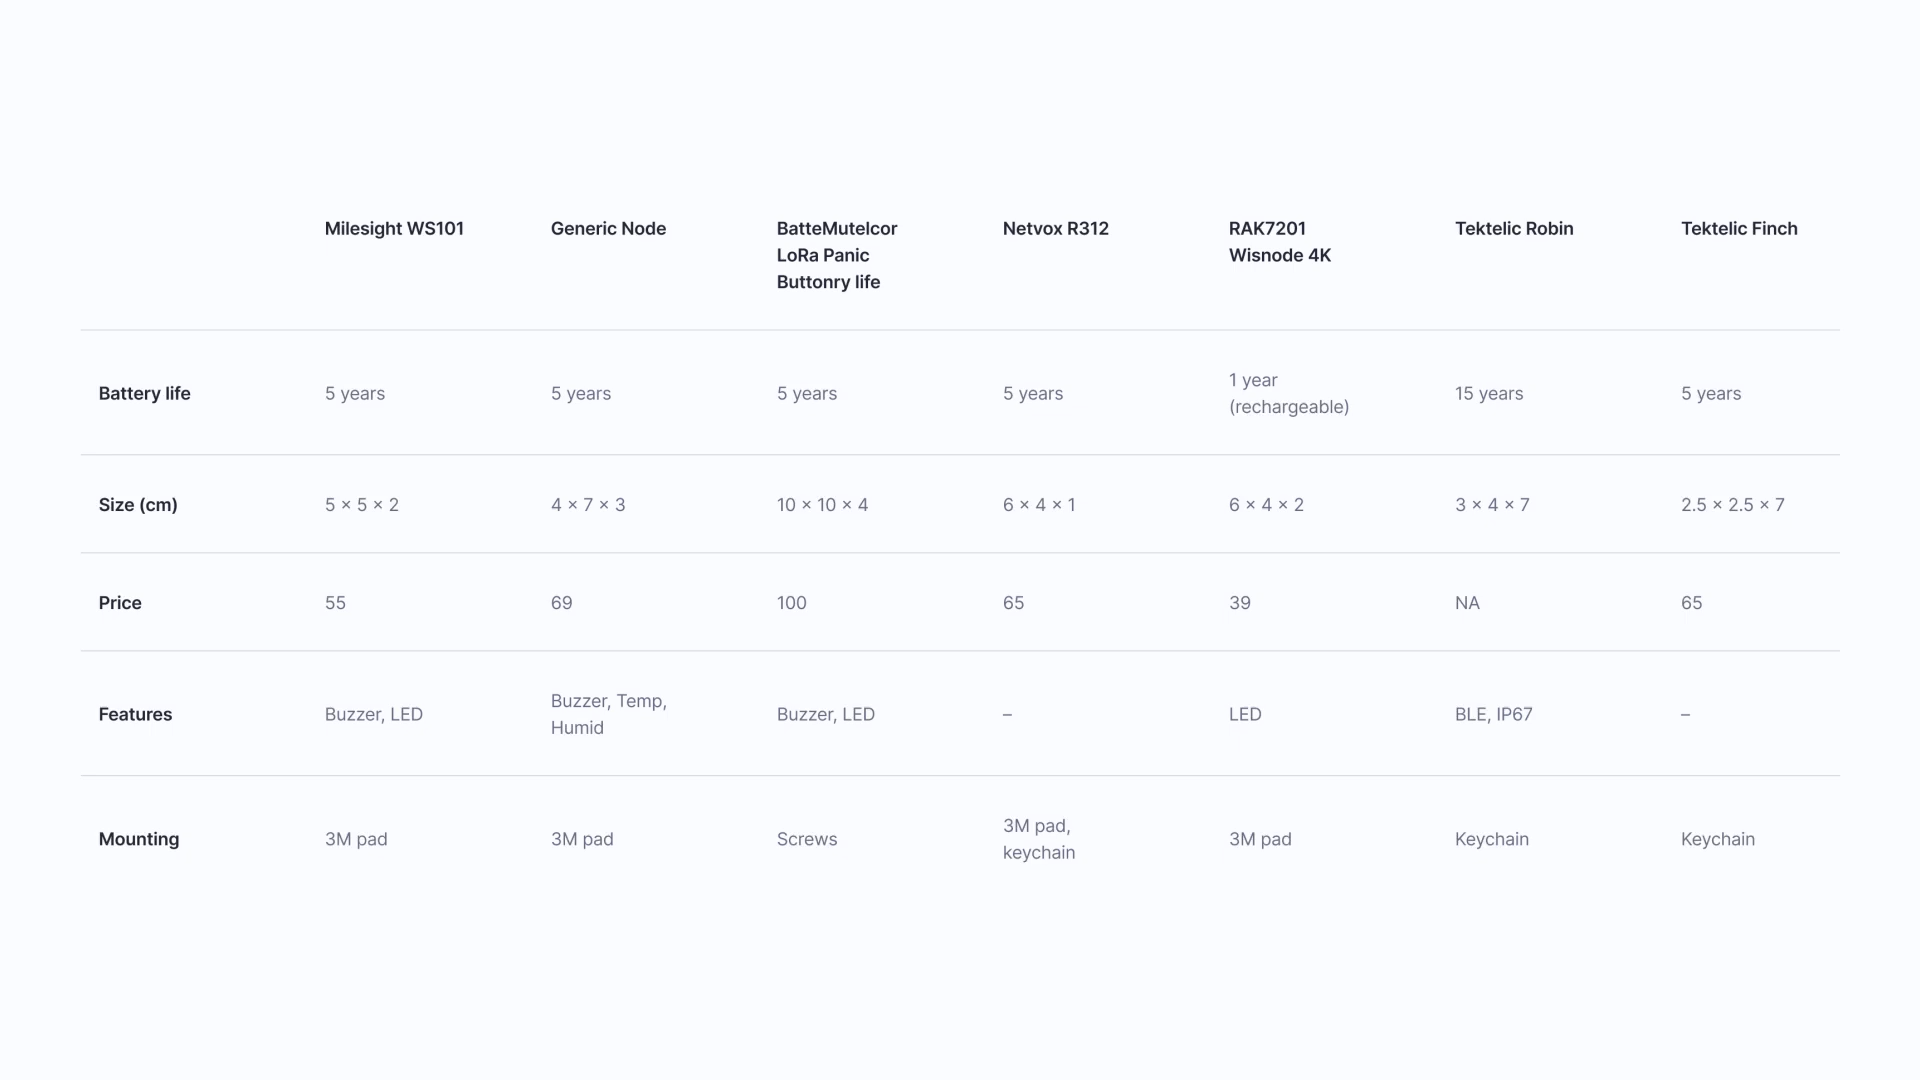 Milesight WS101
Generic Node
BatteMutelcor
LoRa Panic
Buttonry life
Netvox R312
RAK7201
Wisnode 4K
Tektelic Robin
Tektelic Finch
Battery life
5 years
5 years
5 years
5 years
1 year
(rechargeable)
15 years
5 years
Size (cm)
5 × 5 × 2
4 × 7 × 3
10 × 10 × 4
6 × 4 × 1
6 × 4 × 2
3 × 4 × 7
2.5 × 2.5 × 7
Price
55
69
100
65
39
NA
65
Features
Buzzer, LED
Buzzer, Temp,
Humid
Buzzer, LED
–
LED
BLE, IP67
–
Mounting
3M pad
3M pad
Screws
3M pad,
keychain
3M pad
Keychain
Keychain